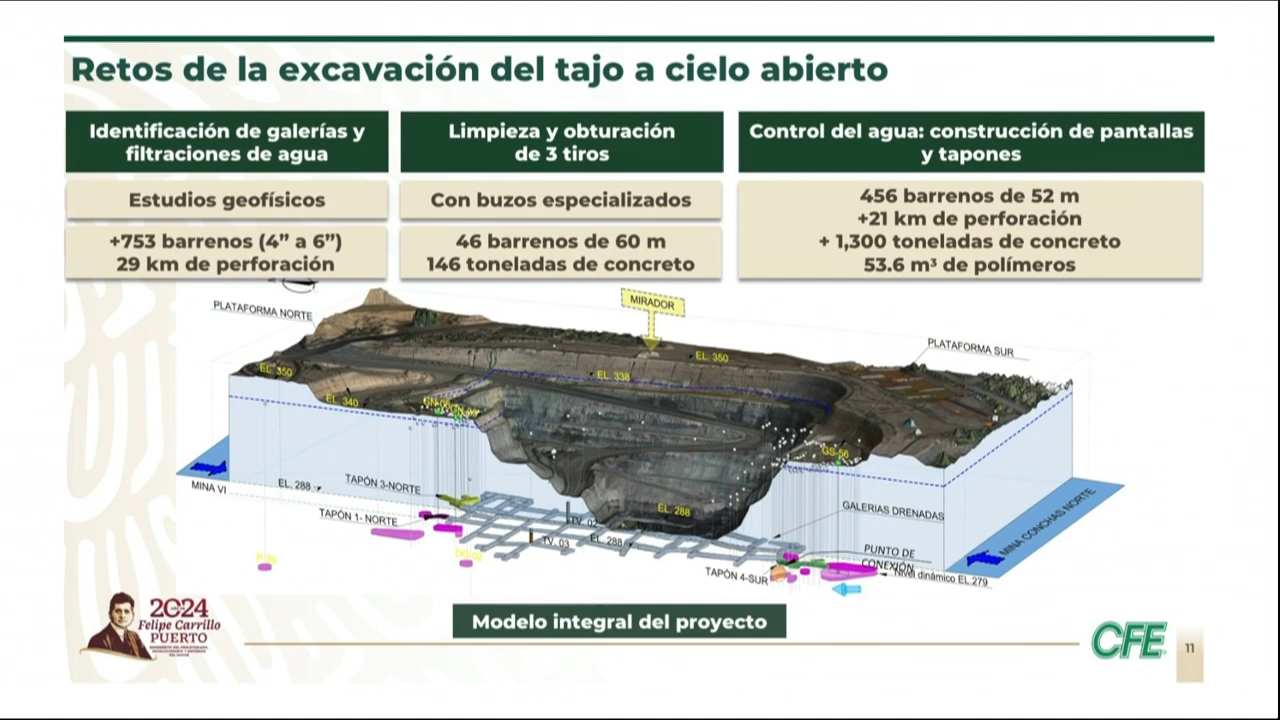 Retos de la excavación del tajo a cielo abierto
Identificación de galerías y
filtraciones de agua
Estudios geofísicos
+753 barrenos (4” a 6”)
29 km de perforación
Limpieza y obturación
de 3 tiros
Con buzos especializados
46 barrenos de 60 m
146 toneladas de concreto
Control del agua: construcción de pantallas
y tapones
456 barrenos de 52 m
+21 km de perforación
+ 1,300 toneladas de concreto
53.6 m³ de polímeros
PLATAFORMA NORTE
MIRADOR
PLATAFORMA SUR
EL. 350
EL. 350
EL. 338
EL. 340
GS-56
MINA VI
EL. 288
TAPÓN 3-NORTE
TAPÓN 1- NORTE
EL. 288
TV. 02
TV. 03
EL. 288
GALERIAS DRENADAS
PUNTO DE
CONEXIÓN
Nivel dinámico EL.279
TAPÓN 4-SUR
MINA CONCHAS NORTE
2024
Felipe Carrillo
PUERTO
Modelo integral del proyecto
CFE
11